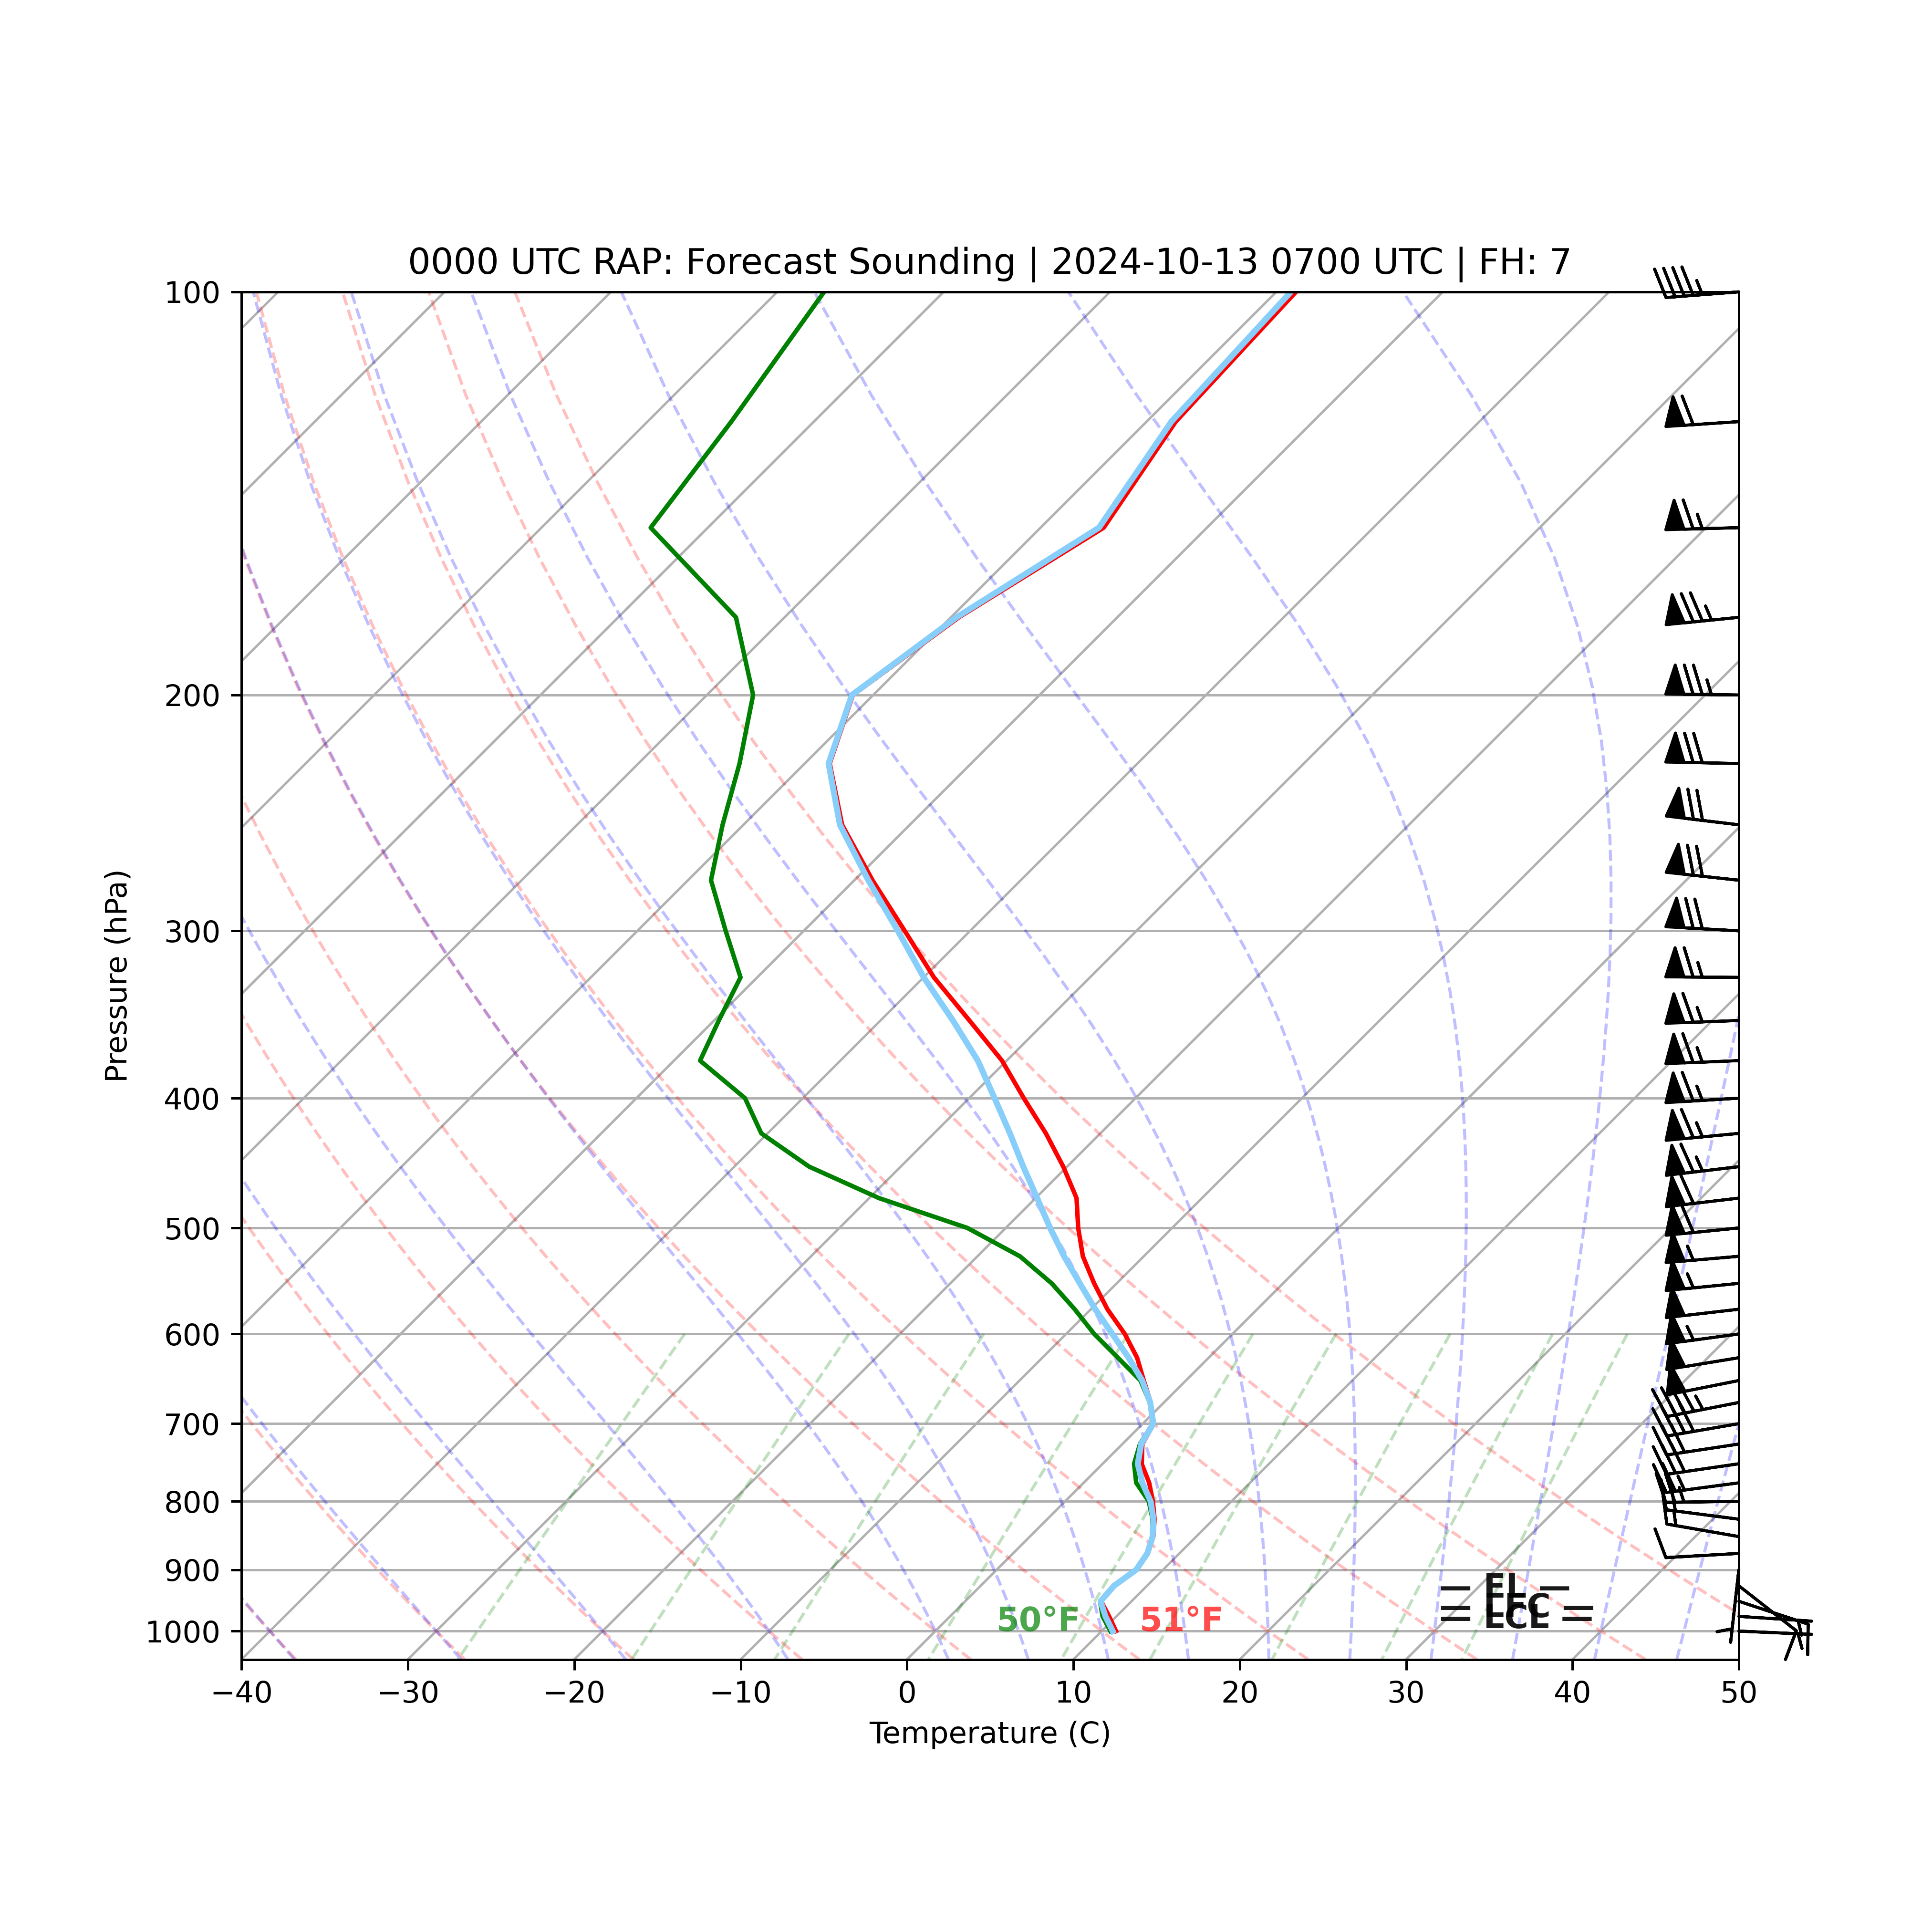 0000 UTC RAP: Forecast Sounding | 2024-10-13 0700 UTC | FH: 7
100
200
300
400
500
600
700
800
900
1000
Pressure (hPa)
EL
LCL
50°F 51°F
−40 −30 −20 −10 0 10 20 30 40 50
Temperature (C)